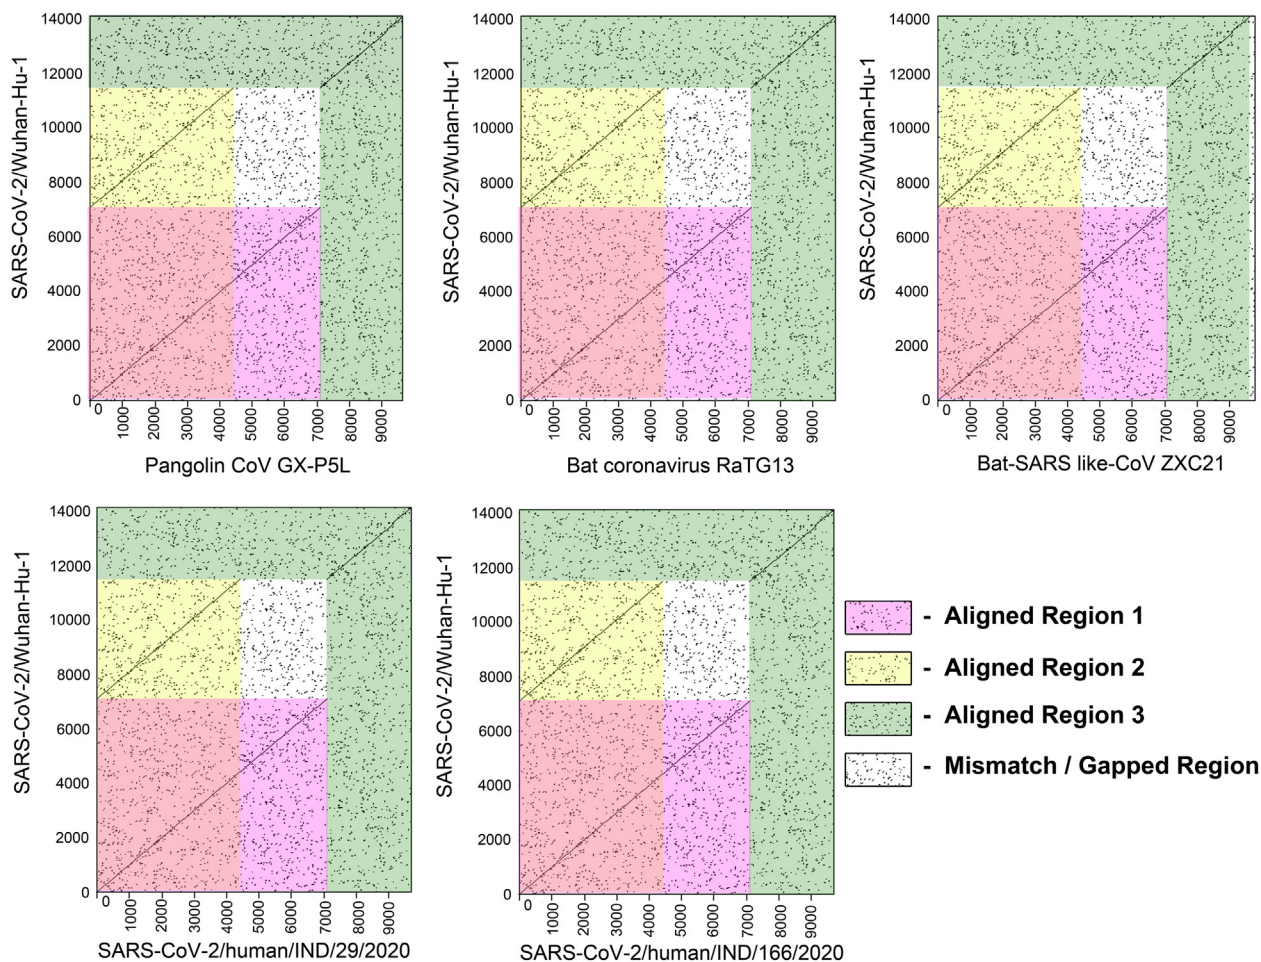 SARS-CoV-2/Wuhan-Hu-1
14000
12000
10000
8000
6000
4000
2000
0
0 1000 2000 3000 4000 5000 6000 7000 8000 9000
Pangolin CoV GX-P5L
SARS-CoV-2/Wuhan-Hu-1
14000
12000
10000
8000
6000
4000
2000
0
0 1000 2000 3000 4000 5000 6000 7000 8000 9000
Bat coronavirus RaTG13
SARS-CoV-2/Wuhan-Hu-1
14000
12000
10000
8000
6000
4000
2000
0
0 1000 2000 3000 4000 5000 6000 7000 8000 9000
Bat-SARS like-CoV ZXC21
SARS-CoV-2/Wuhan-Hu-1
14000
12000
10000
8000
6000
4000
2000
0
0 1000 2000 3000 4000 5000 6000 7000 8000 9000
SARS-CoV-2/human/IND/29/2020
SARS-CoV-2/Wuhan-Hu-1
14000
12000
10000
8000
6000
4000
2000
0
0 1000 2000 3000 4000 5000 6000 7000 8000 9000
SARS-CoV-2/human/IND/166/2020
- Aligned Region 1
- Aligned Region 2
- Aligned Region 3
- Mismatch / Gapped Region